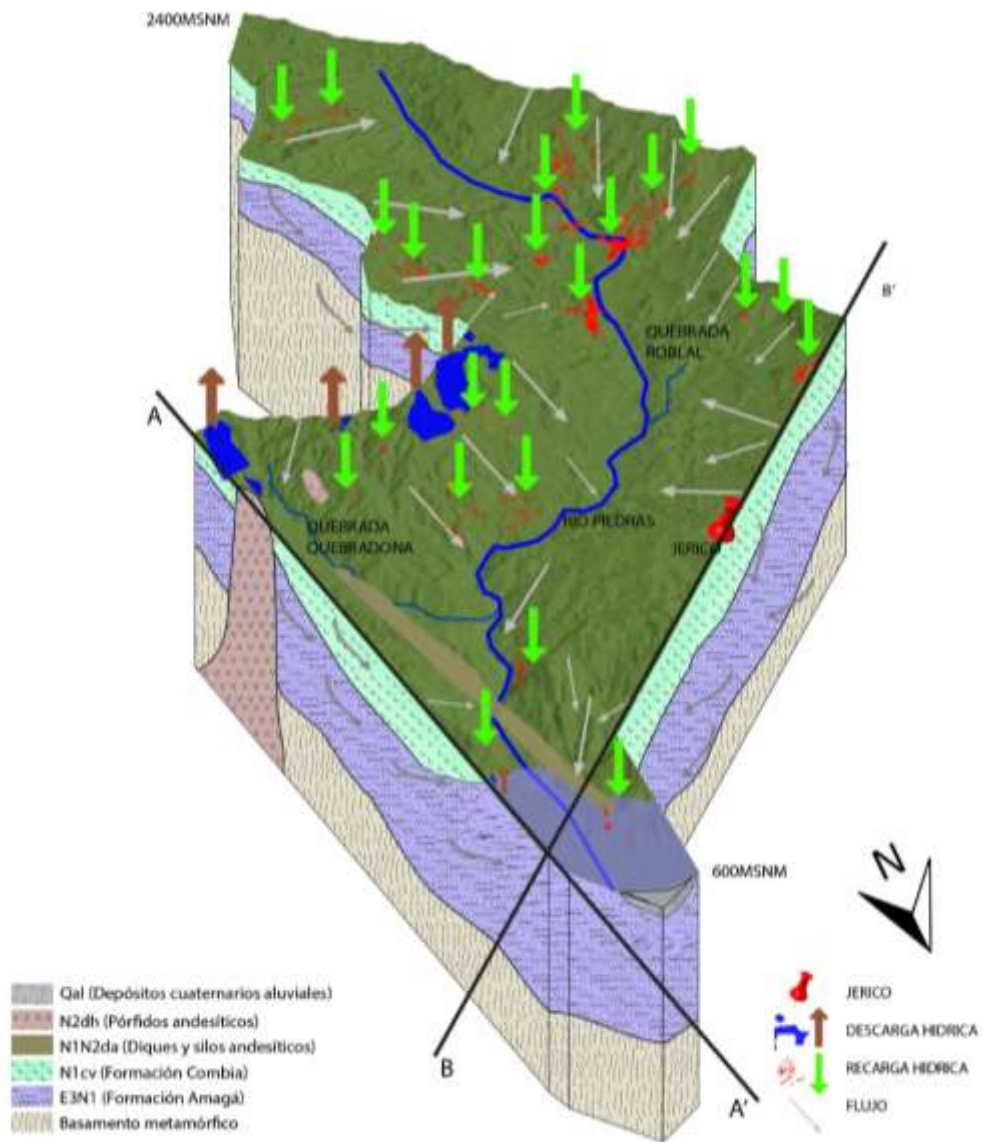 2400MSNM
B'
QUEBRADA
ROBLAL
A
RIO PIEDRAS
JERICO
QUEBRADA
QUEBRADONA
600MSNM
N
B
A'
Qal (Depósitos cuaternarios aluviales)
N2dh (Pórfidos andesíticos)
N1N2da (Diques y silos andesíticos)
N1cv (Formación Combia)
E3N1 (Formación Amagá)
Basamento metamórfico
JERICO
DESCARGA HIDRICA
RECARGA HIDRICA
FLUJO